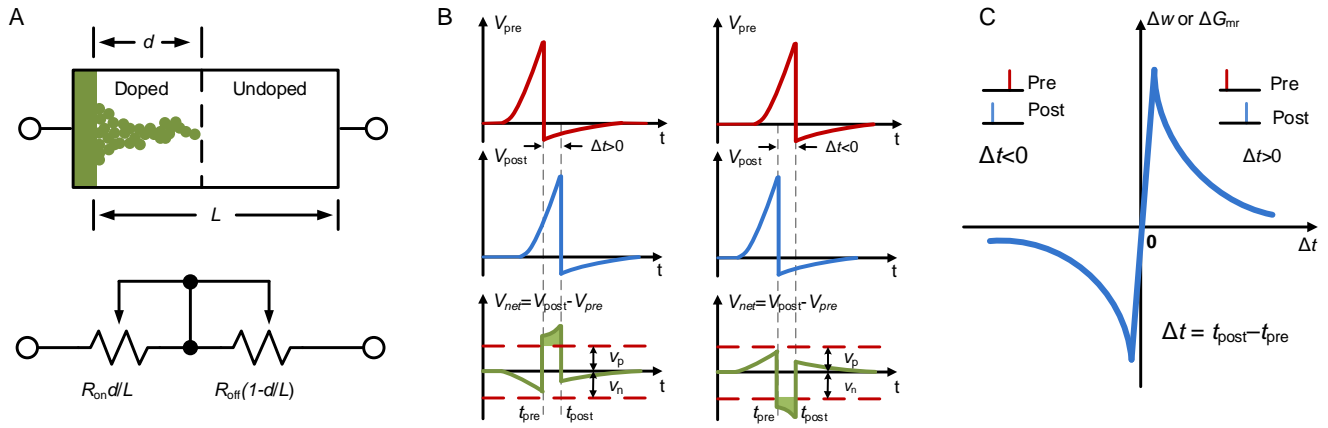 A
d
Doped
Undoped
L
R_on d/L
R_off(1-d/L)
B
V_pre
t
Δt>0
V_post
t
V_net=V_post-V_pre
V_p
V_n
t
t_pre
t_post
V_pre
t
Δt<0
V_post
t
V_net=V_post-V_pre
V_p
V_n
t
t_pre
t_post
C
Δw or ΔG_mr
Pre
Post
Δt<0
Pre
Post
Δt>0
0
Δt
Δt = t_post−t_pre